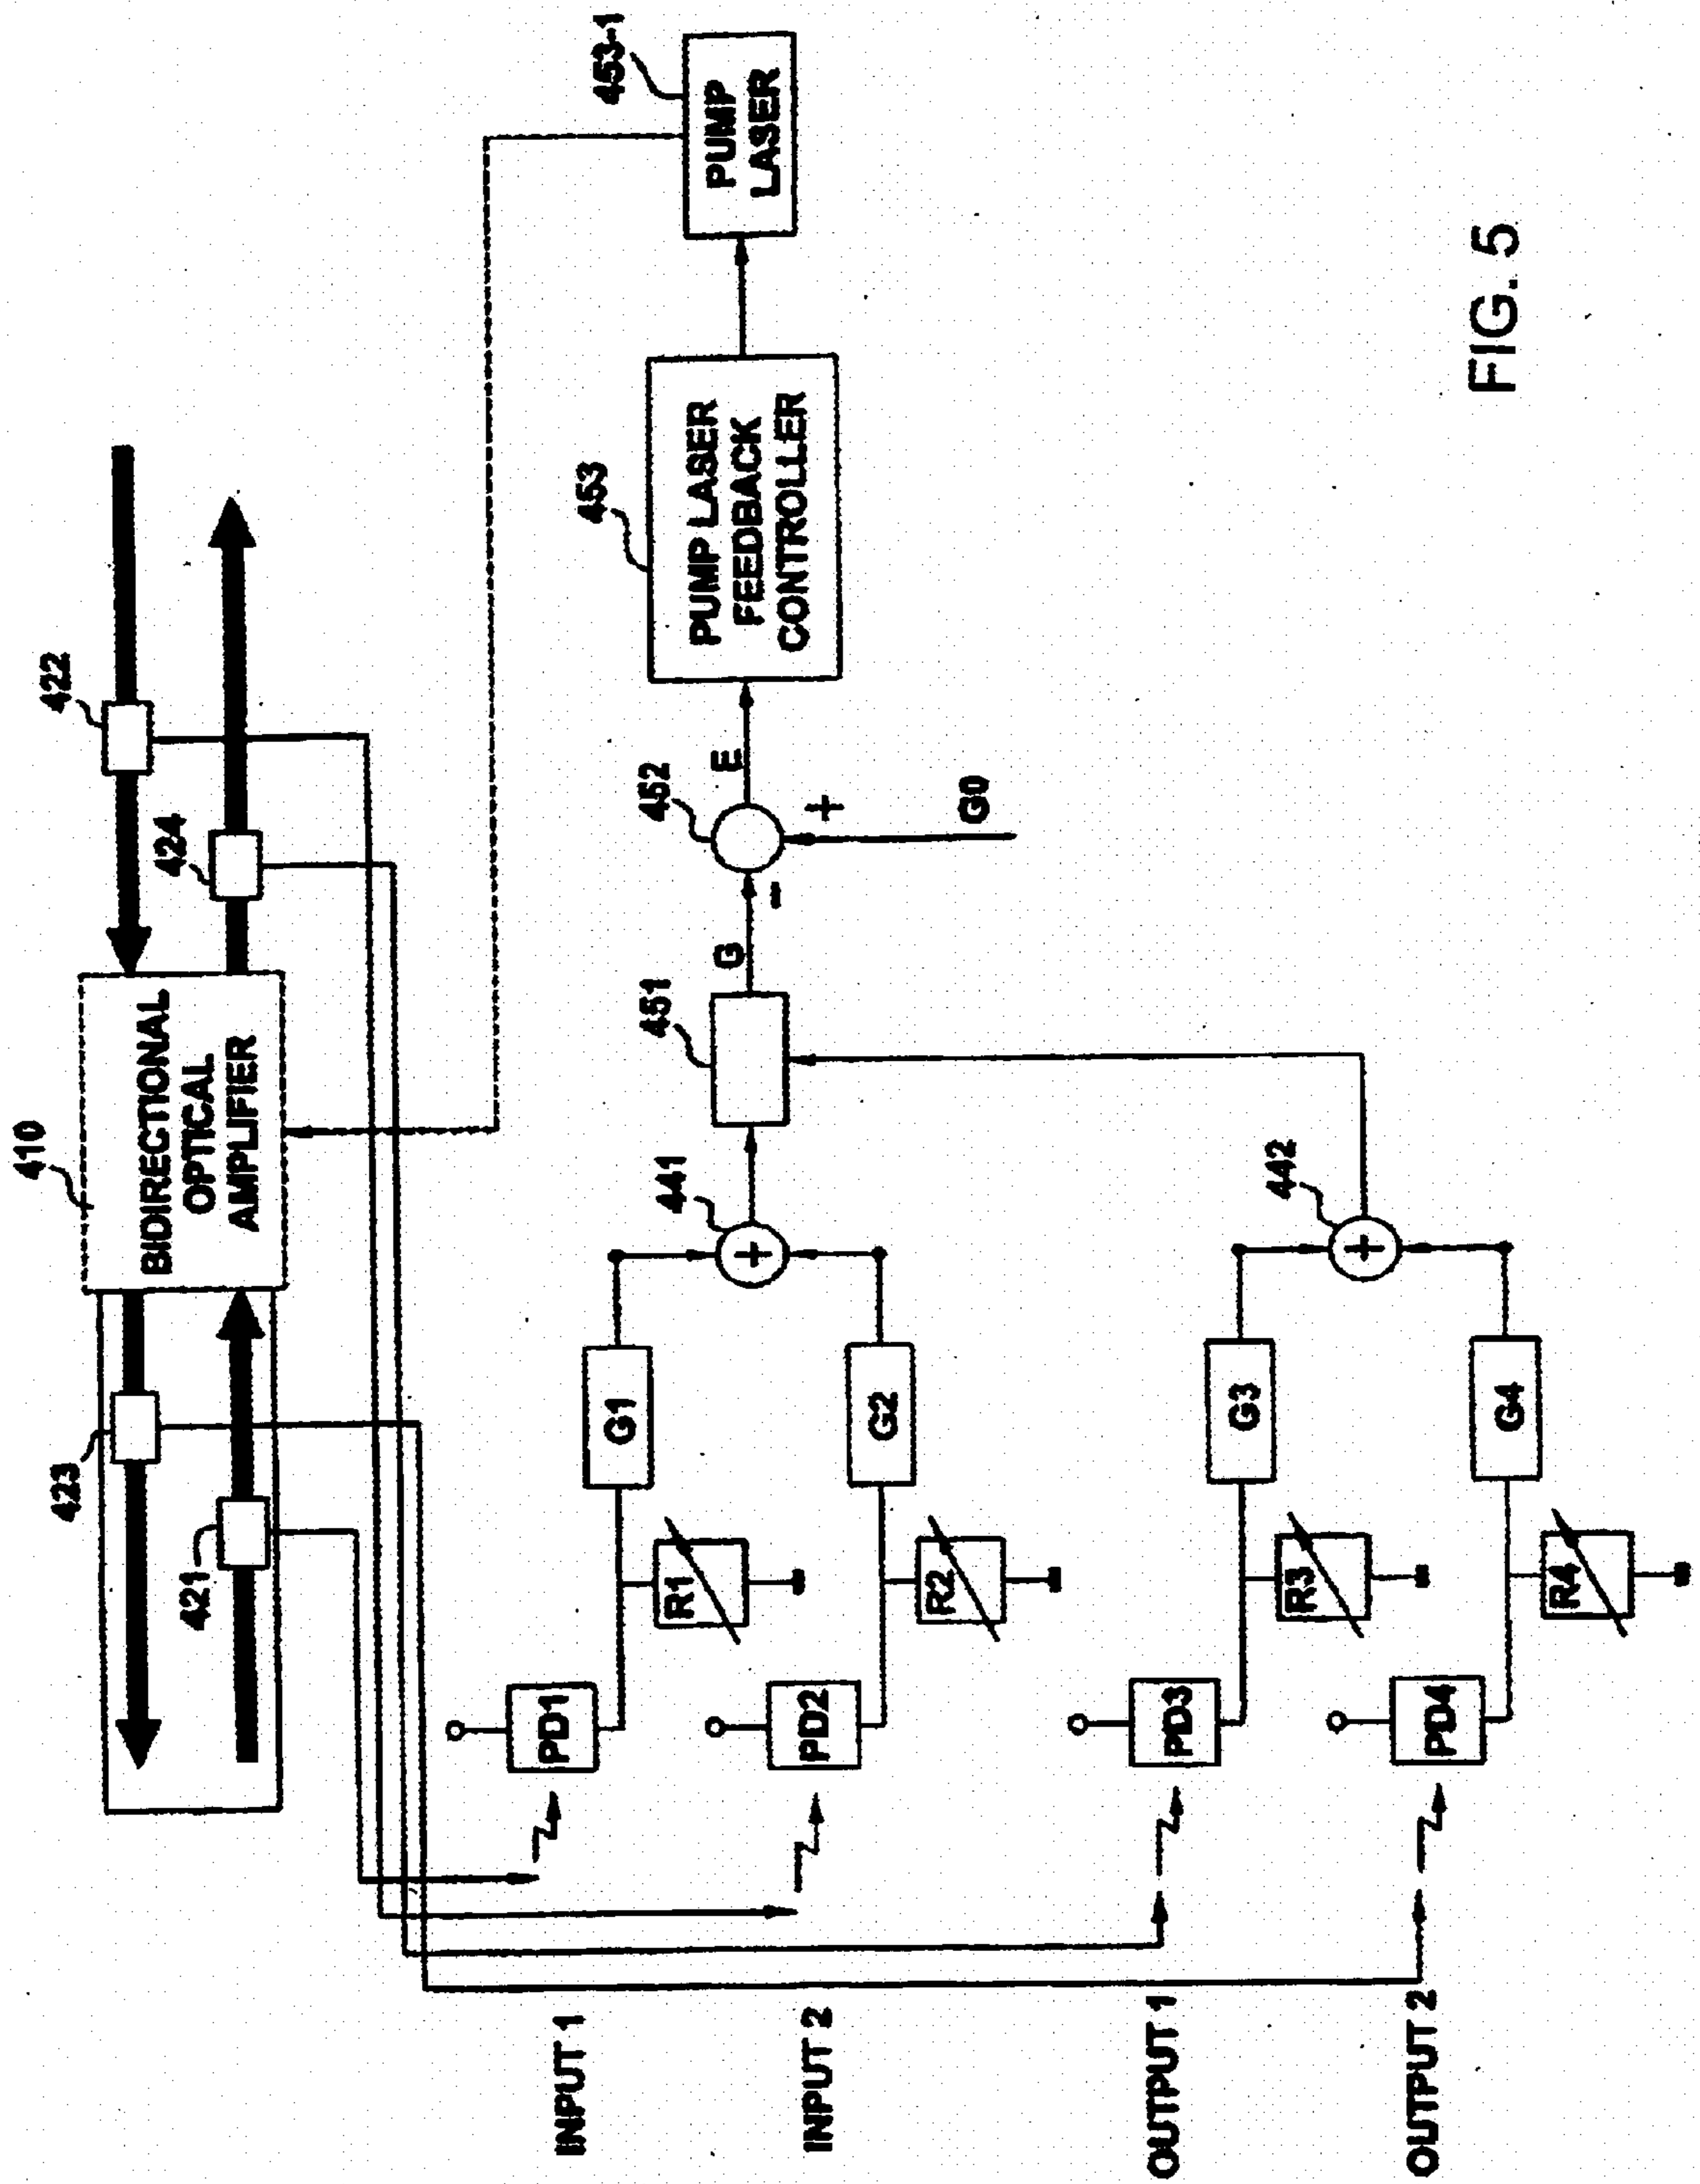 410
BIDIRECTIONAL
OPTICAL
AMPLIFIER
423
421
424
422
INPUT 1
PD1
R1
G1
441
451
G
-
452
E
+
G0
453
PUMP LASER
FEEDBACK
CONTROLLER
453-1
PUMP
LASER
INPUT 2
PD2
R2
G2
+
OUTPUT 1
PD3
R3
G3
442
+
OUTPUT 2
PD4
R4
G4
FIG. 5